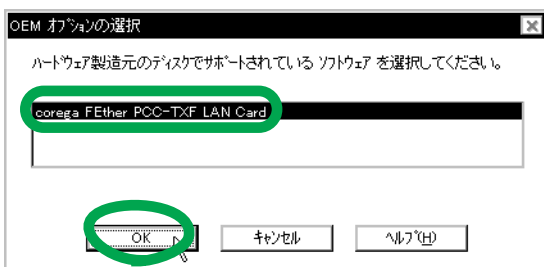 OEM ｵﾌﾟｼｮﾝの選択
ﾊｰﾄﾞｳｪｱ製造元のﾃﾞｨｽｸでｻﾎﾟｰﾄされている ｿﾌﾄｳｪｱ を選択してください。
corega FEther PCC-TXF LAN Card
OK ｷｬﾝｾﾙ ﾍﾙﾌﾟ(H)